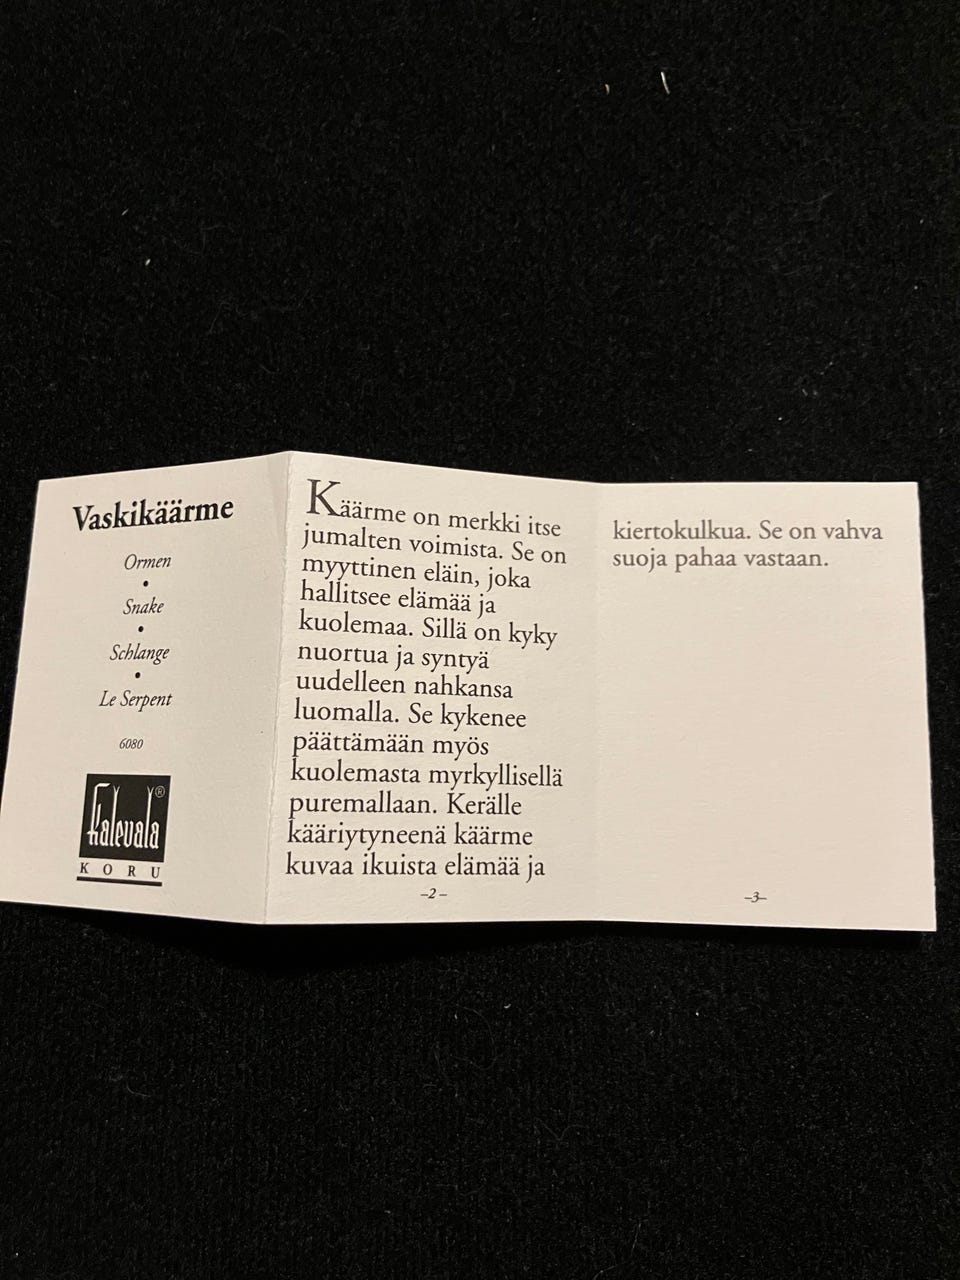 Vaskikäärme
Ormen
•
Snake
•
Schlange
•
Le Serpent
6080
Kalevala®
KORU
Käärme on merkki itse
jumalten voimista. Se on
myyttinen eläin, joka
hallitsee elämää ja
kuolemaa. Sillä on kyky
nuortua ja syntyä
uudelleen nahkansa
luomalla. Se kykenee
päättämään myös
kuolemasta myrkyllisellä
puremallaan. Kerälle
kääriytyneenä käärme
kuvaa ikuista elämää ja
–2–
kiertokulkua. Se on vahva
suoja pahaa vastaan.
–3–